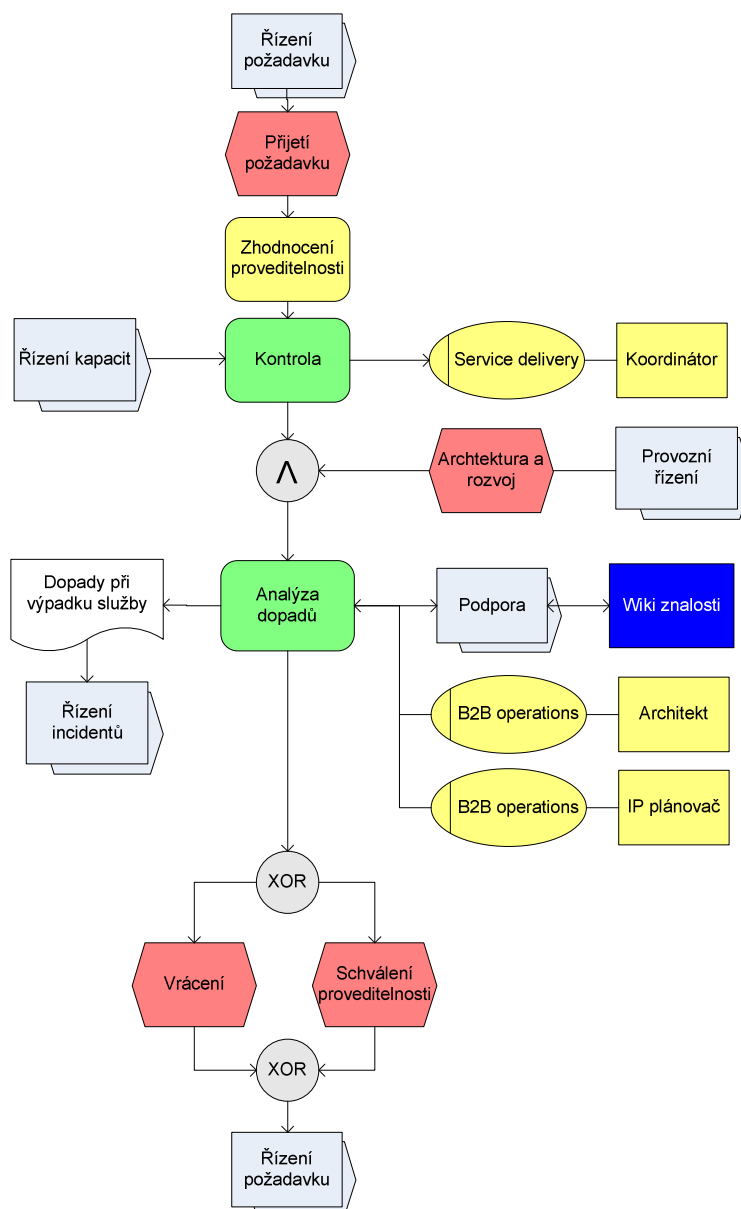 Řízení
požadavku
Přijetí
požadavku
Zhodnocení
proveditelnosti
Řízení kapacit
Kontrola
Service delivery
Koordinátor
Λ
Archtektura a
rozvoj
Provozní
řízení
Dopady při
výpadku služby
Analýza
dopadů
Podpora
Wiki znalosti
Řízení
incidentů
B2B operations
Architekt
B2B operations
IP plánovač
XOR
Vrácení
Schválení
proveditelnosti
XOR
Řízení
požadavku